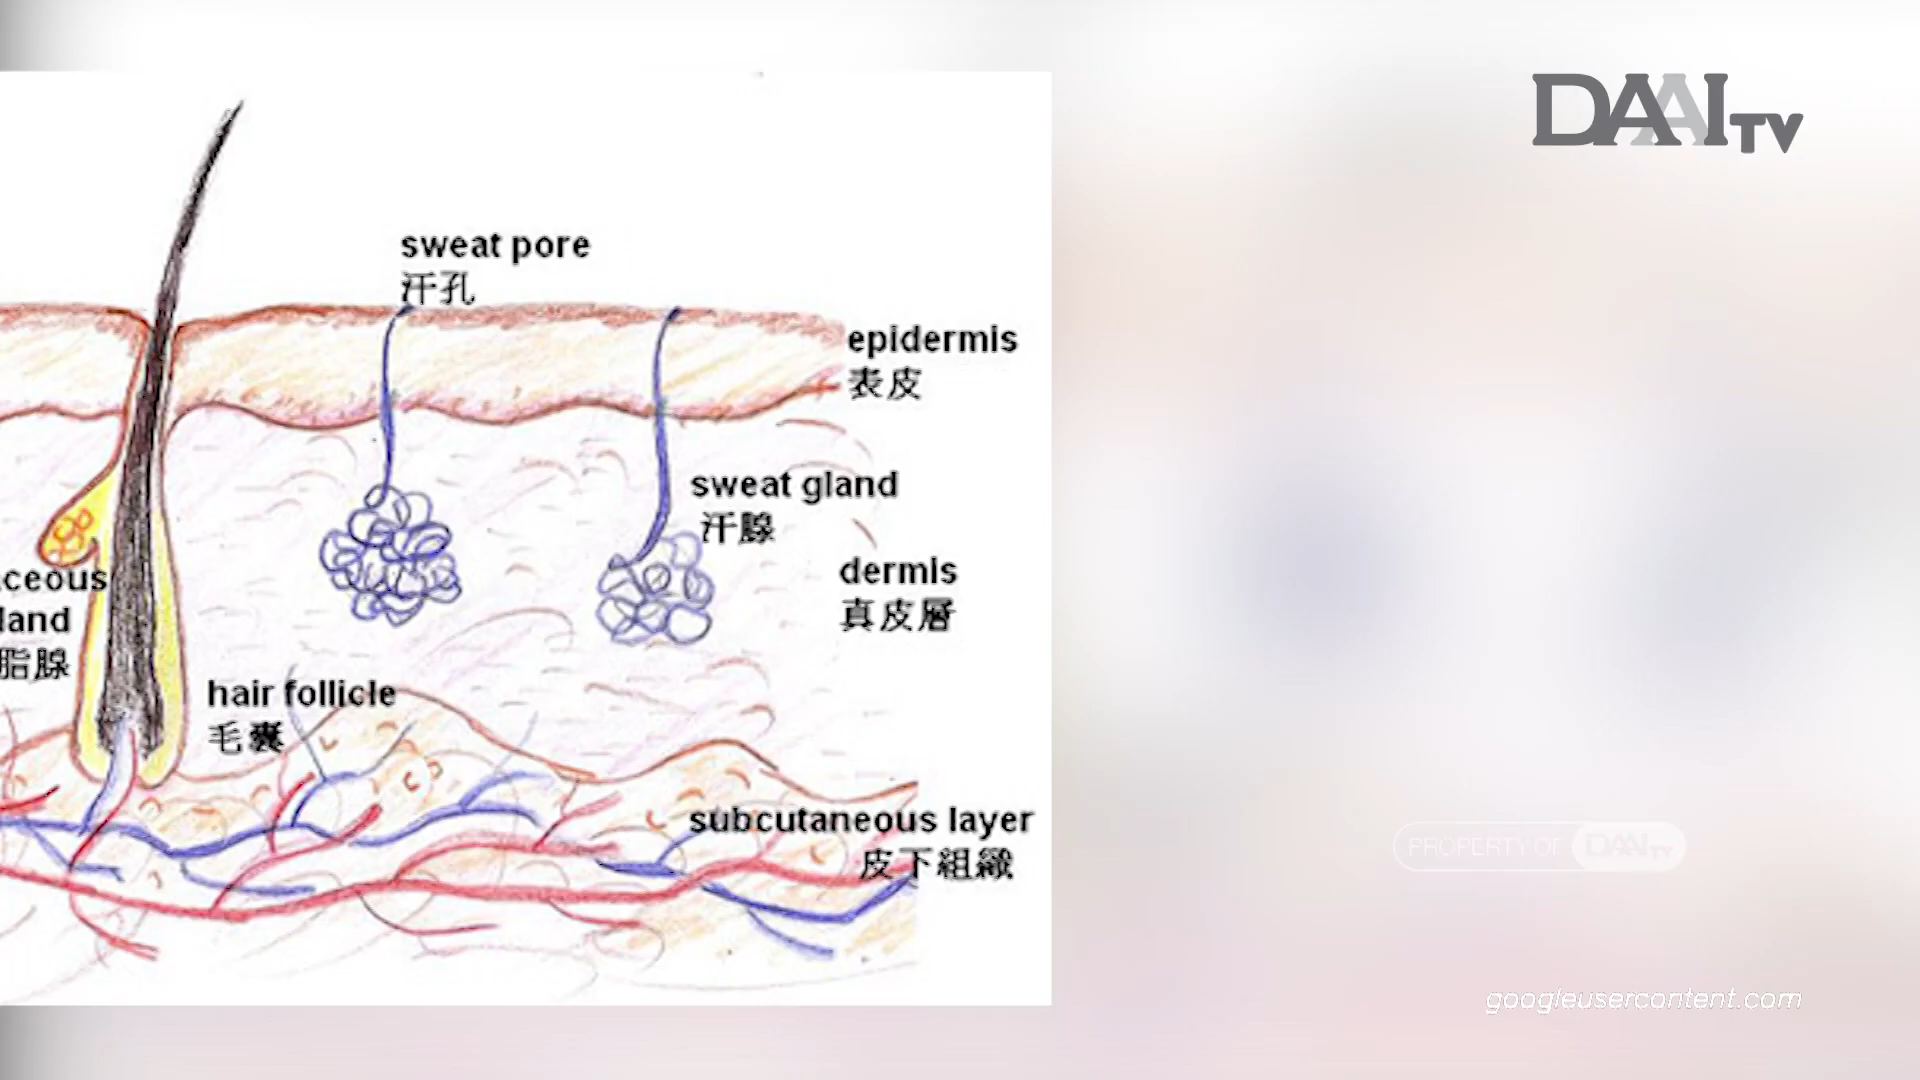 DAAI TV
sweat pore
汗孔
epidermis
表皮
sweat gland
汗腺
dermis
真皮層
ceous
land
脂腺
hair follicle
毛囊
subcutaneous layer
皮下組織
PROPERTY OF DAAI TV
googleusercontent.com